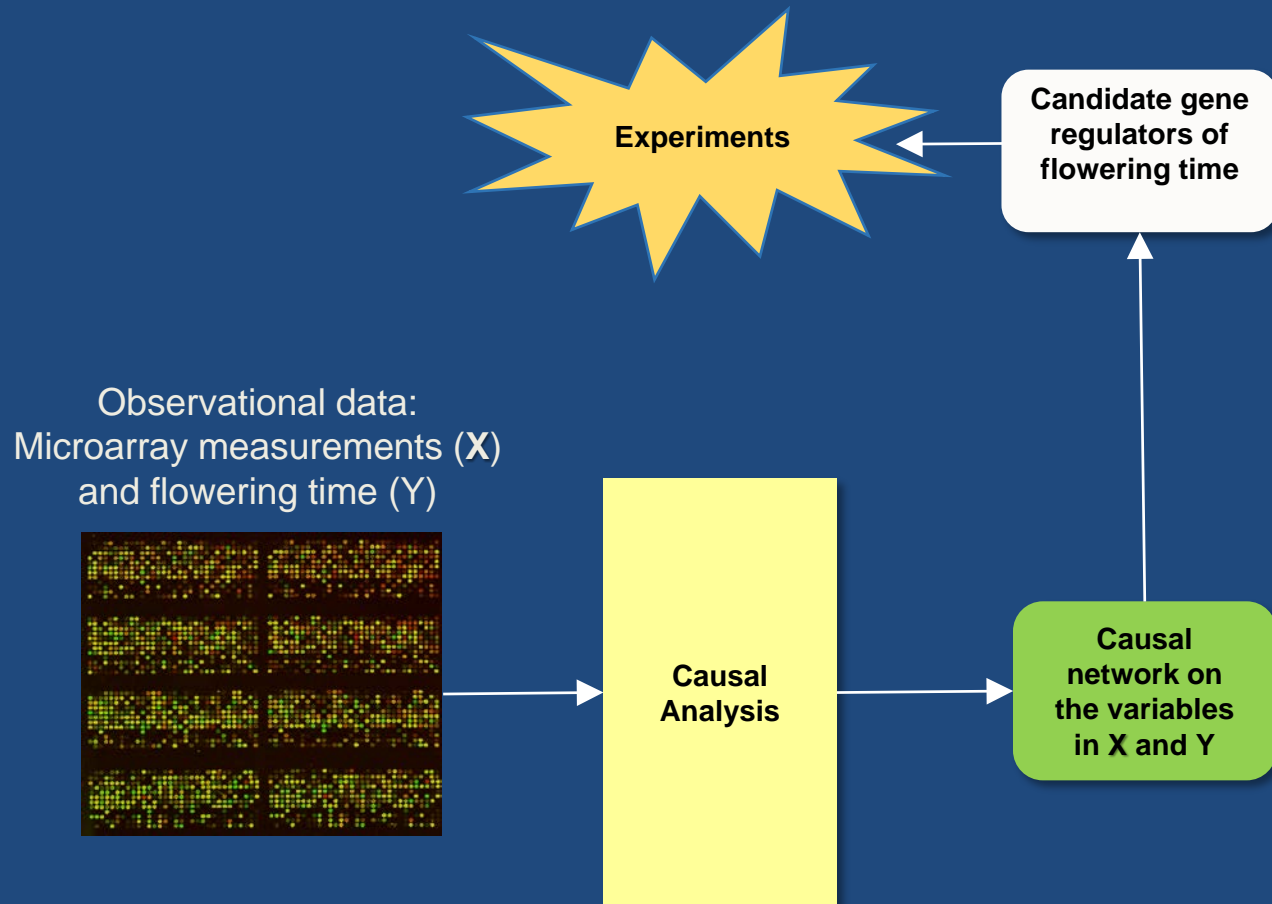 Experiments
Candidate gene
regulators of
flowering time
Observational data:
Microarray measurements (X)
and flowering time (Y)
Causal
Analysis
Causal
network on
the variables
in X and Y